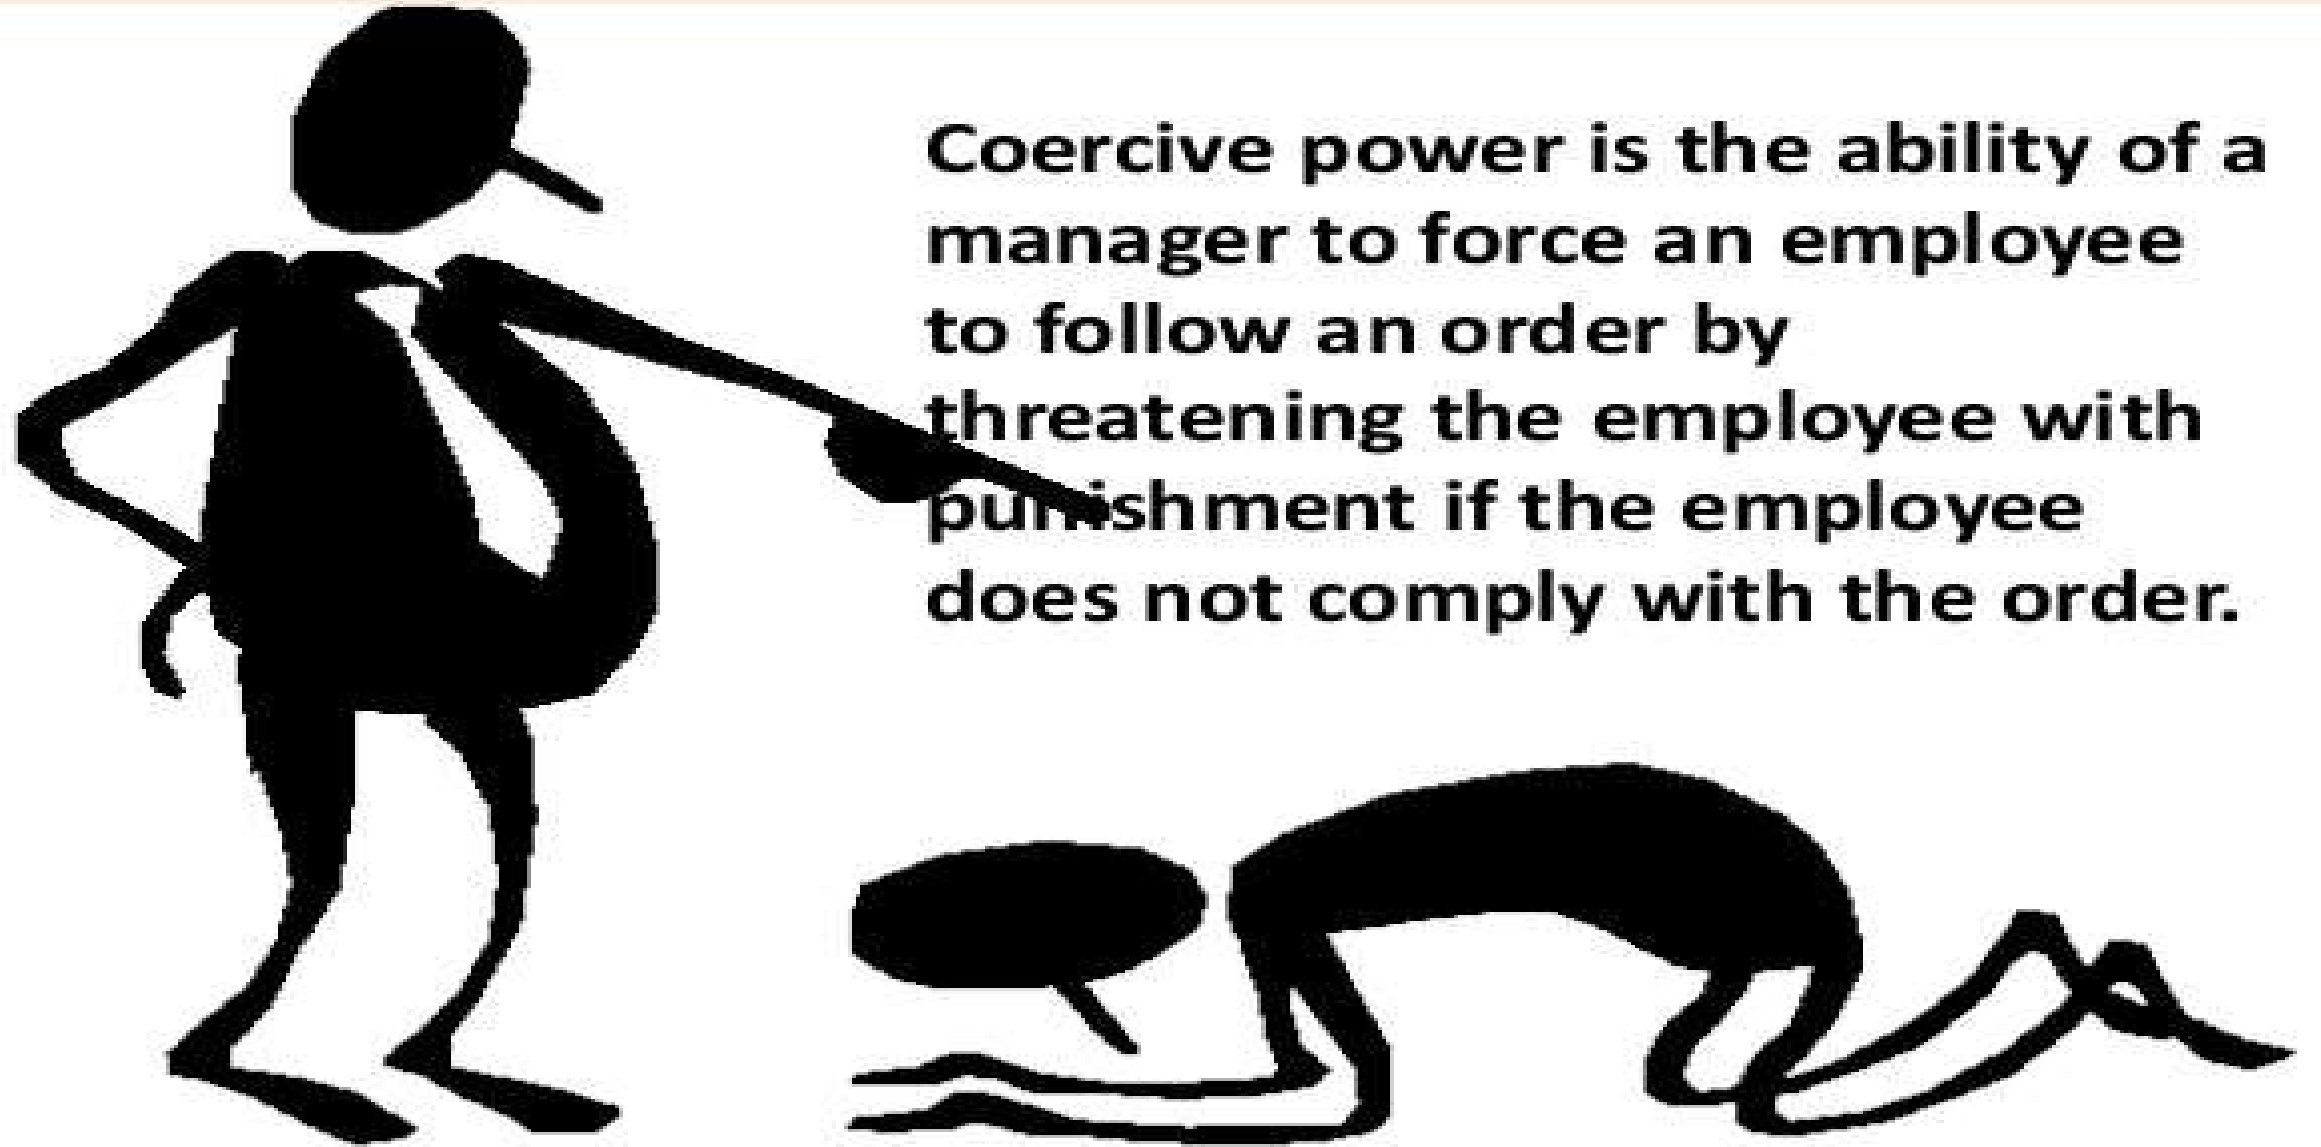 Coercive power is the ability of a
manager to force an employee
to follow an order by
threatening the employee with
punishment if the employee
does not comply with the order.